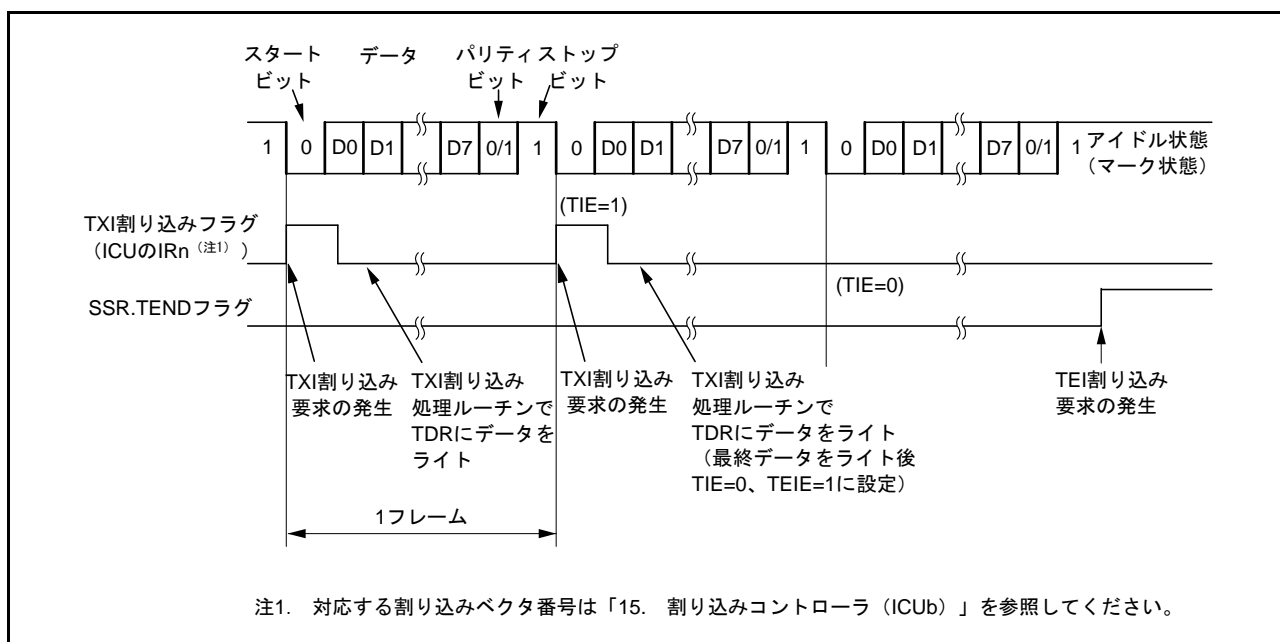 スタート
ビット
データ
パリティ
ビット
ストップ
ビット
1 0 D0 D1 D7 0/1 1 0 D0 D1 D7 0/1 1 0 D0 D1 D7 0/1 1 アイドル状態
（マーク状態）
(TIE=1)
TXI割り込みフラグ
（ICUのIRn（注1））
(TIE=0)
SSR.TENDフラグ
TXI割り込み
要求の発生
TXI割り込み
処理ルーチンで
TDRにデータを
ライト
TXI割り込み
要求の発生
TXI割り込み
処理ルーチンで
TDRにデータをライト
（最終データをライト後
TIE=0、TEIE=1に設定）
TEI割り込み
要求の発生
1フレーム
注1. 対応する割り込みベクタ番号は「15. 割り込みコントローラ（ICUb）」を参照してください。